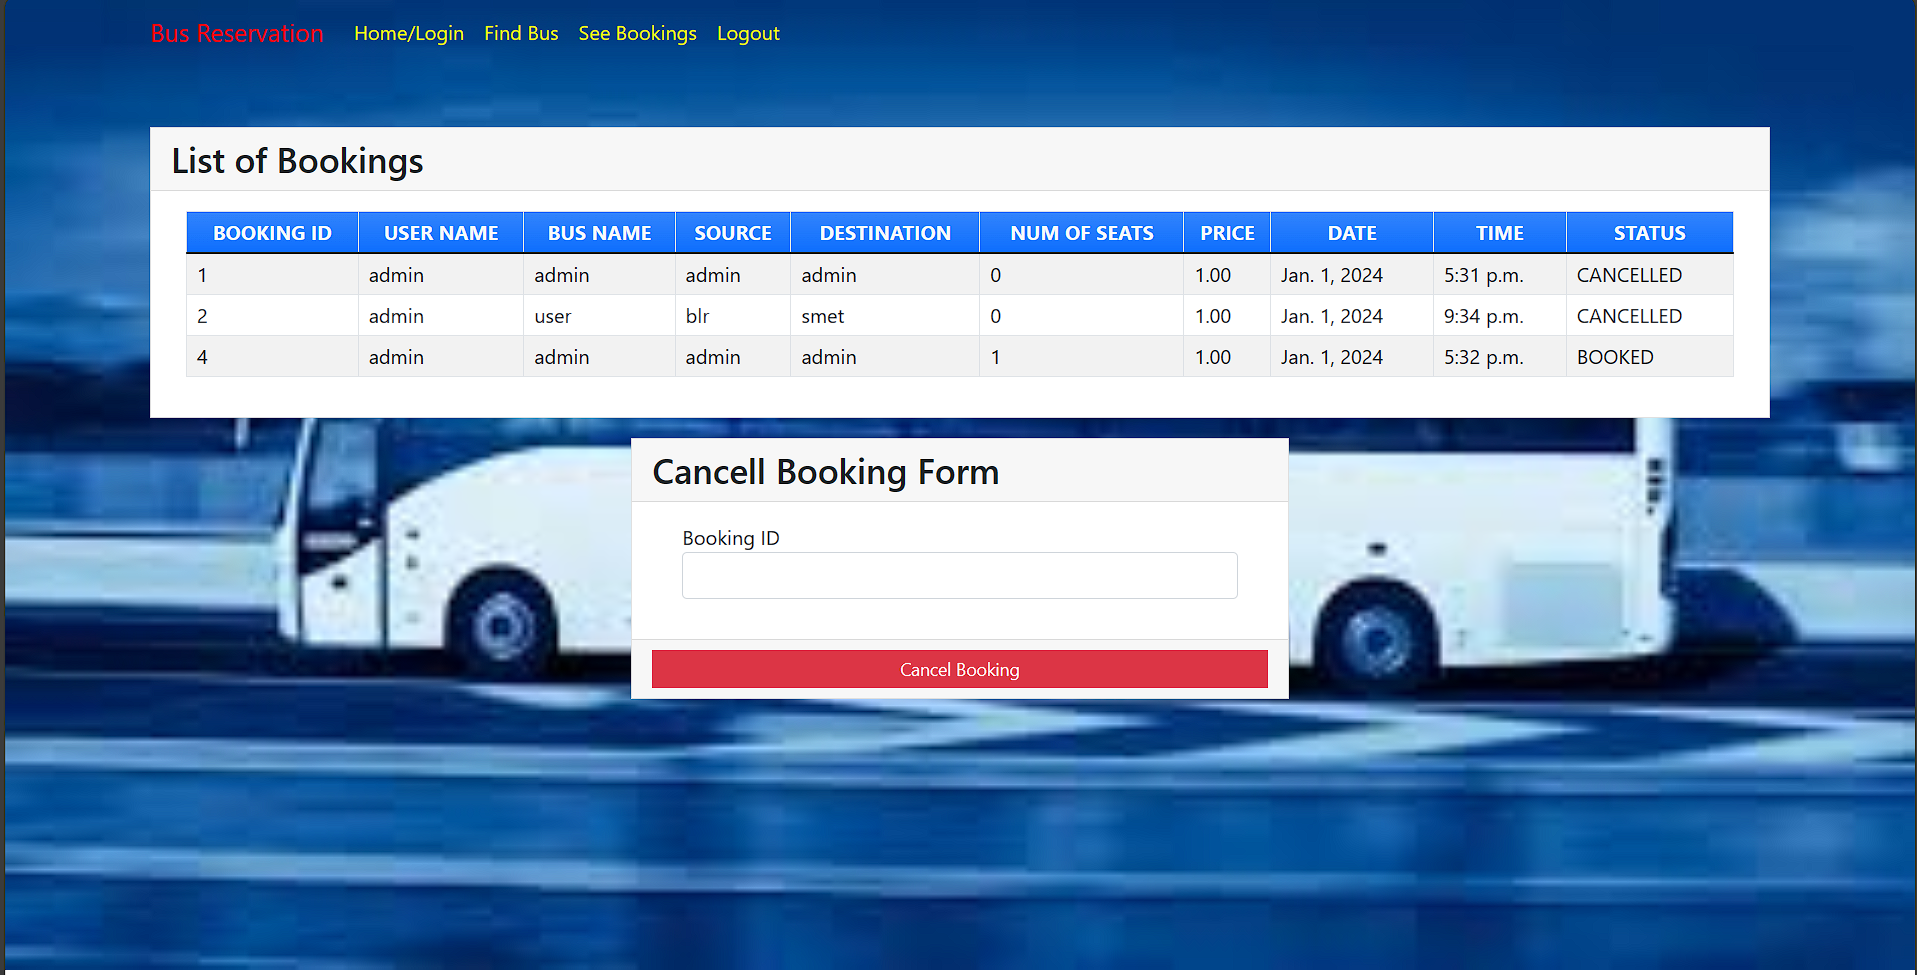 Bus Reservation Home/Login Find Bus See Bookings Logout
List of Bookings
BOOKING ID USER NAME BUS NAME SOURCE DESTINATION NUM OF SEATS PRICE DATE TIME STATUS
1 admin admin admin admin 0 1.00 Jan. 1, 2024 5:31 p.m. CANCELLED
2 admin user blr smet 0 1.00 Jan. 1, 2024 9:34 p.m. CANCELLED
4 admin admin admin admin 1 1.00 Jan. 1, 2024 5:32 p.m. BOOKED
Cancell Booking Form
Booking ID
Cancel Booking